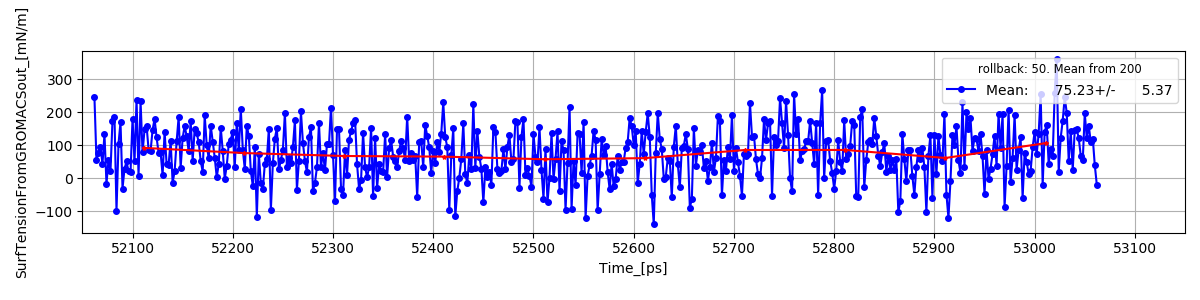 SurfTensionFromGROMACSout_[mN/m]
300
200
100
0
−100
rollback: 50. Mean from 200
Mean: 75.23+/- 5.37
52100 52200 52300 52400 52500 52600 52700 52800 52900 53000 53100
Time_[ps]